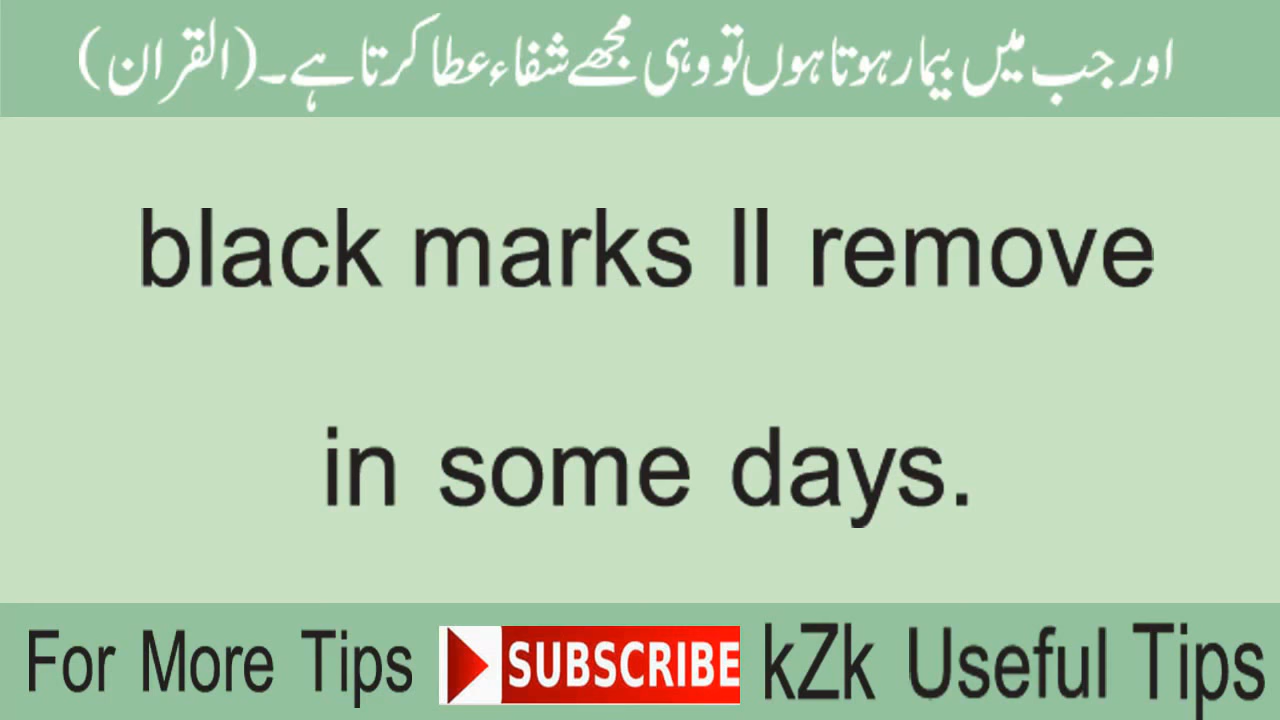 اور جب میں بیمار ہوتا ہوں تو وہی مجھے شفاء عطا کرتا ہے۔(القران)
black marks ll remove
in some days.
For More Tips SUBSCRIBE kZk Useful Tips